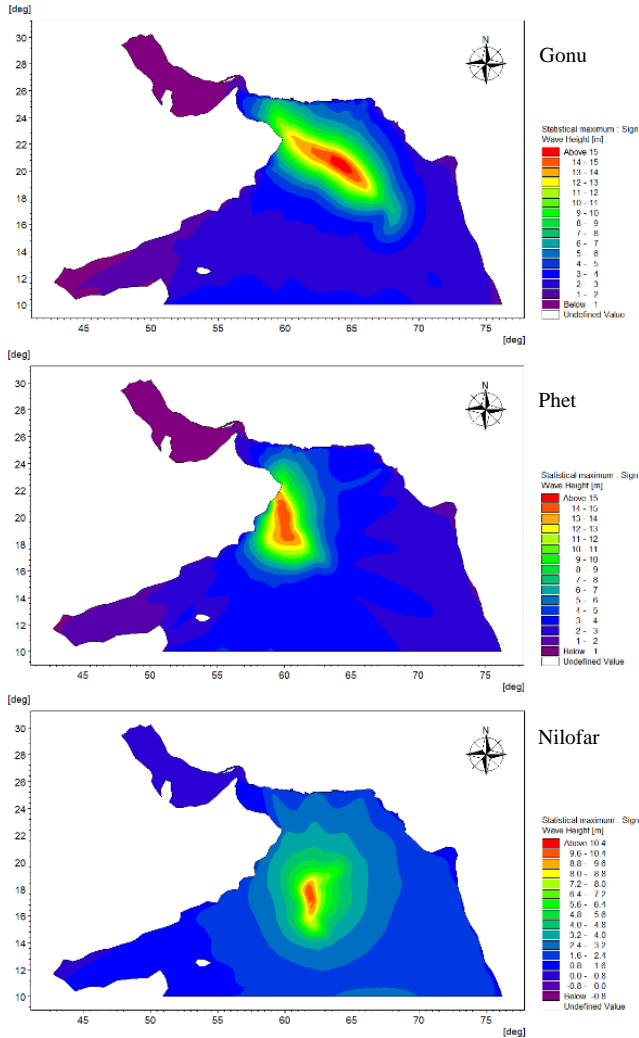 [deg]
30
28
26
24
22
20
18
16
14
12
10
45
50
55
60
65
70
75
[deg]
N
Gonu
Statistical maximum : Sign
Wave Height [m]
Above 15
14 - 15
13 - 14
12 - 13
11 - 12
10 - 11
9 - 10
8 - 9
7 - 8
6 - 7
5 - 6
4 - 5
3 - 4
2 - 3
1 - 2
Below 1
Undefined Value
[deg]
30
28
26
24
22
20
18
16
14
12
10
45
50
55
60
65
70
75
[deg]
N
Phet
Statistical maximum : Sign
Wave Height [m]
Above 15
14 - 15
13 - 14
12 - 13
11 - 12
10 - 11
9 - 10
8 - 9
7 - 8
6 - 7
5 - 6
4 - 5
3 - 4
2 - 3
1 - 2
Below 1
Undefined Value
[deg]
30
28
26
24
22
20
18
16
14
12
10
45
50
55
60
65
70
75
[deg]
N
Nilofar
Statistical maximum : Sign
Wave Height [m]
Above 10.4
9.6 - 10.4
8.8 - 9.6
8.0 - 8.8
7.2 - 8.0
6.4 - 7.2
5.6 - 6.4
4.8 - 5.6
4.0 - 4.8
3.2 - 4.0
2.4 - 3.2
1.6 - 2.4
0.8 - 1.6
0.0 - 0.8
-0.8 - 0.0
Below -0.8
Undefined Value